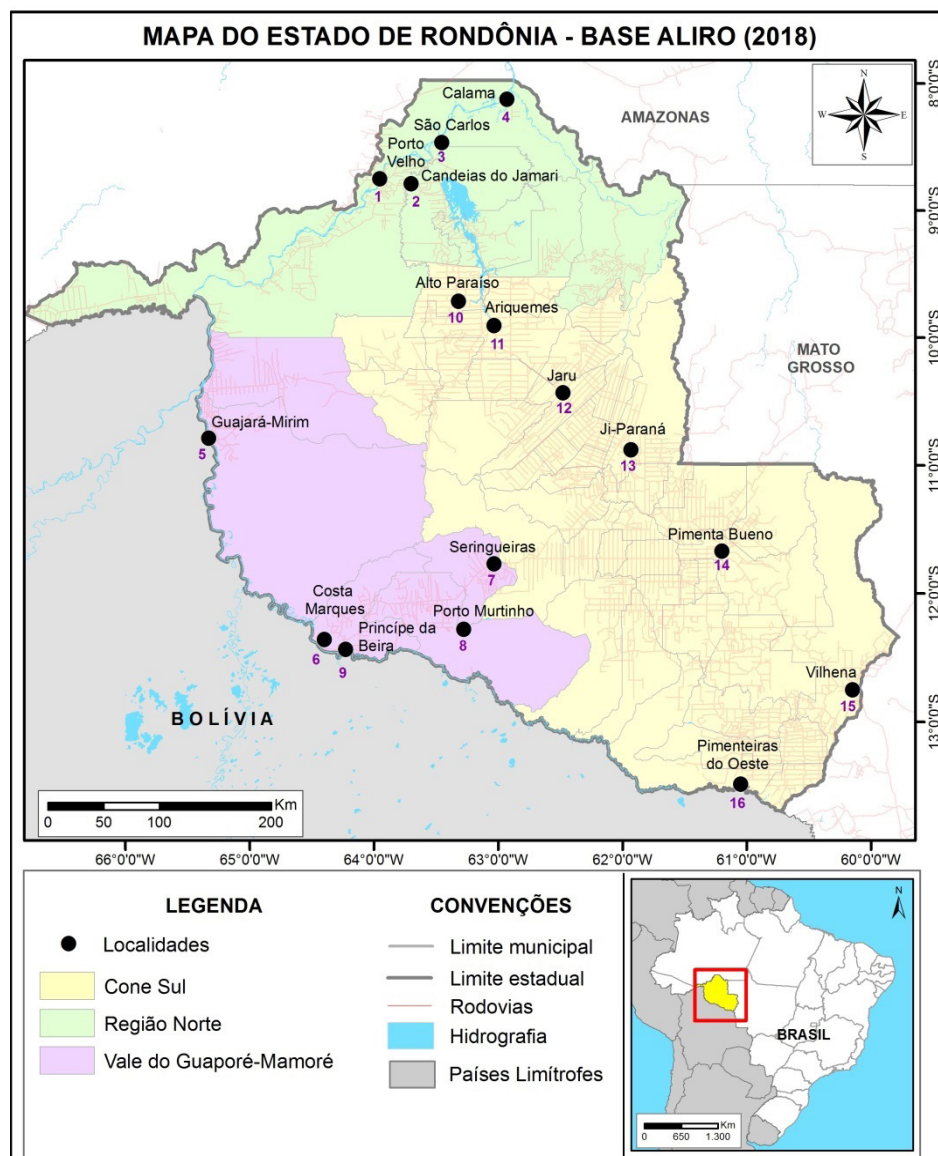 MAPA DO ESTADO DE RONDÔNIA - BASE ALIRO (2018)
N
W
E
S
AMAZONAS
MATO
GROSSO
BOLÍVIA
Calama
4
São Carlos
3
Porto
Velho
1
Candeias do Jamari
2
Alto Paraíso
10
Ariquemes
11
Jaru
12
Ji-Paraná
13
Guajará-Mirim
5
Pimenta Bueno
14
Seringueiras
7
Costa
Marques
6
Porto Murtinho
8
Princípe da
Beira
9
Vilhena
15
Pimenteiras
do Oeste
16
8°0'0"S
9°0'0"S
10°0'0"S
11°0'0"S
12°0'0"S
13°0'0"S
Km
0 50 100 200
66°0'0"W 65°0'0"W 64°0'0"W 63°0'0"W 62°0'0"W 61°0'0"W 60°0'0"W
LEGENDA
Localidades
Cone Sul
Região Norte
Vale do Guaporé-Mamoré
CONVENÇÕES
Limite municipal
Limite estadual
Rodovias
Hidrografia
Países Limítrofes
N
BRASIL
Km
0 650 1.300